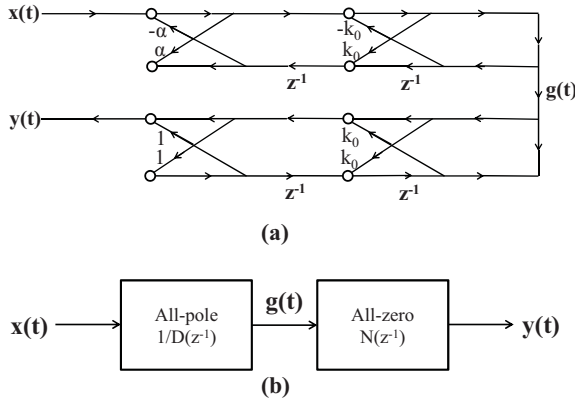 x(t)
-α
α
-k₀
k₀
z⁻¹
z⁻¹
g(t)
y(t)
1
1
k₀
k₀
z⁻¹
z⁻¹
(a)
x(t)
All-pole
1/D(z⁻¹)
g(t)
All-zero
N(z⁻¹)
y(t)
(b)